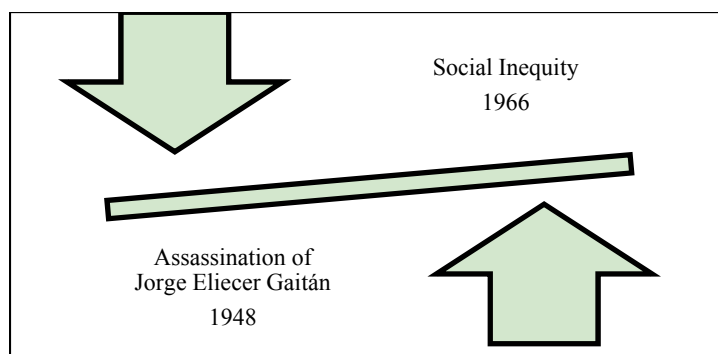 Social Inequity
1966
Assassination of
Jorge Eliecer Gaitán
1948